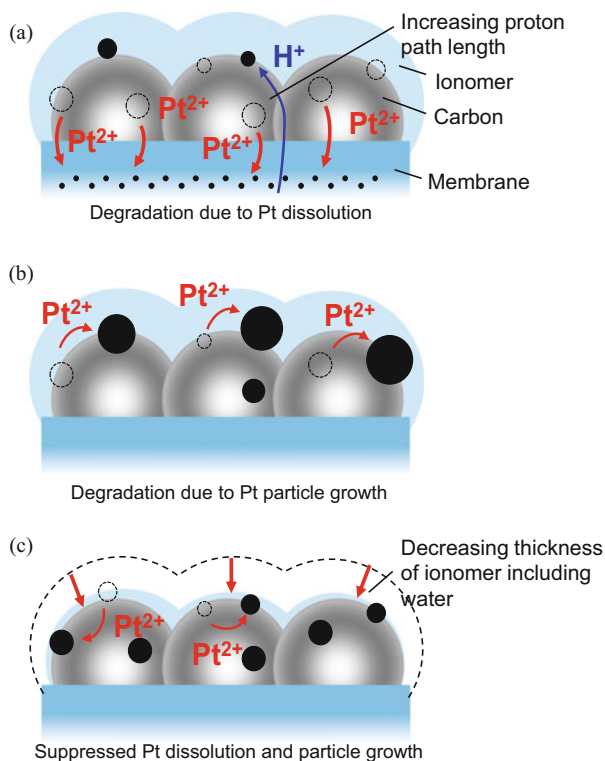 (a)
Increasing proton
path length
H⁺
Ionomer
Pt²⁺
Carbon
Pt²⁺
Pt²⁺
Pt²⁺
Membrane
Degradation due to Pt dissolution
(b)
Pt²⁺
Pt²⁺
Pt²⁺
Degradation due to Pt particle growth
(c)
Decreasing thickness
of ionomer including
water
Pt²⁺
Pt²⁺
Suppressed Pt dissolution and particle growth